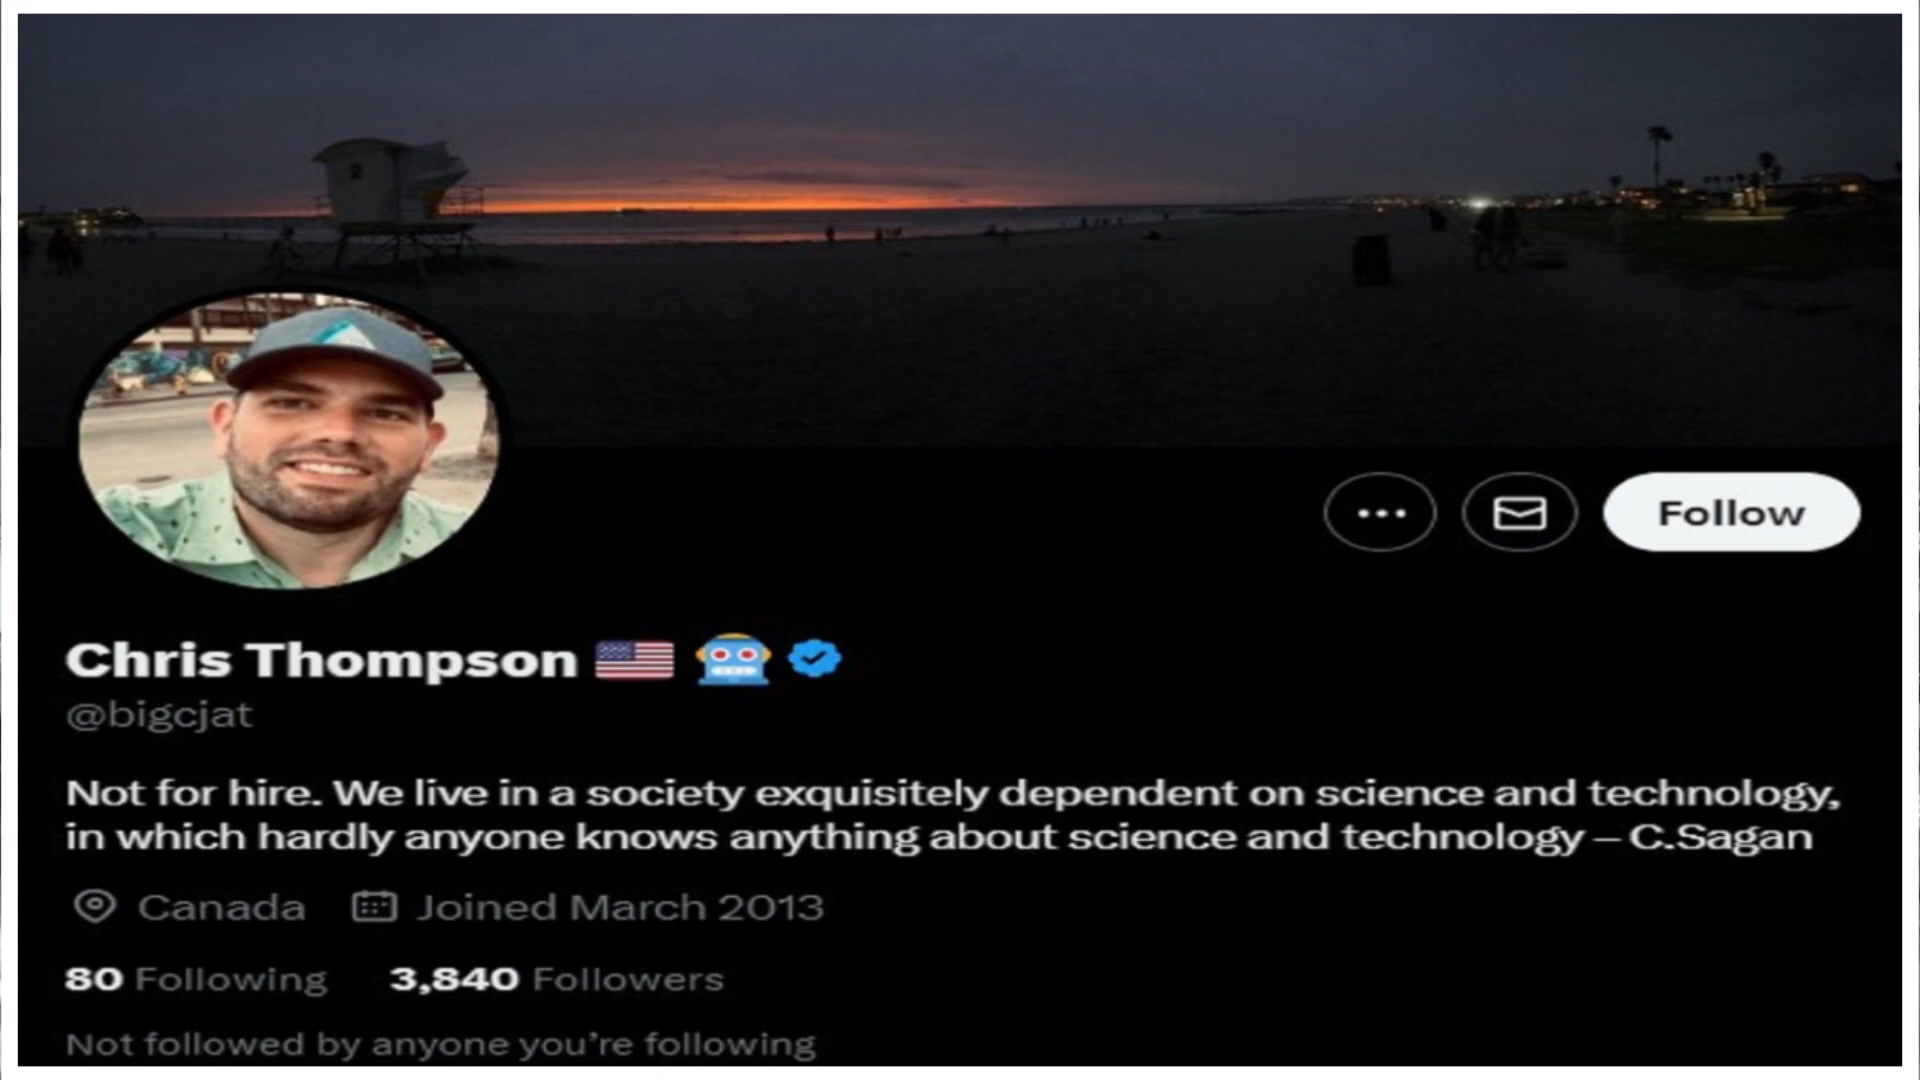 2
Follow
Chris Thompson 🇺🇸 🤖
@bigcjat
Not for hire. We live in a society exquisitely dependent on science and technology,
in which hardly anyone knows anything about science and technology – C.Sagan
Canada Joined March 2013
80 Following 3,840 Followers
Not followed by anyone you’re following